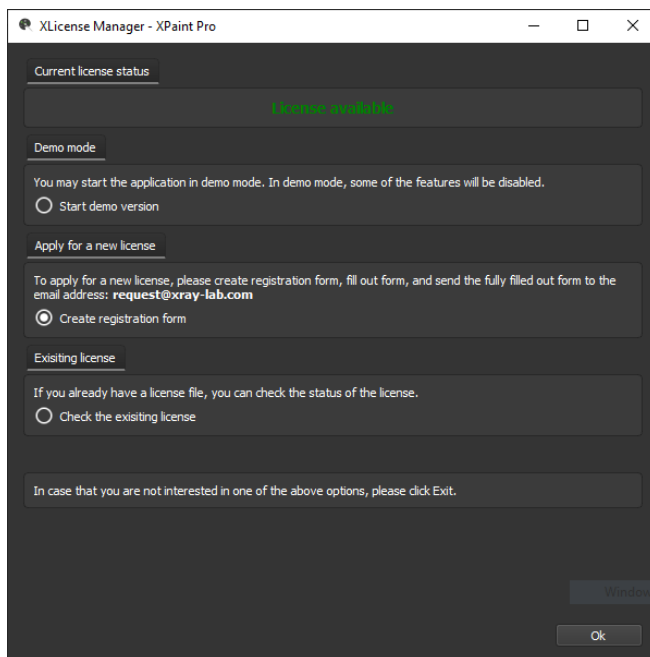 XLicense Manager - XPaint Pro
Current license status
License available
Demo mode
You may start the application in demo mode. In demo mode, some of the features will be disabled.
Start demo version
Apply for a new license
To apply for a new license, please create registration form, fill out form, and send the fully filled out form to the
email address: request@xray-lab.com
Create registration form
Exisiting license
If you already have a license file, you can check the status of the license.
Check the exisiting license
In case that you are not interested in one of the above options, please click Exit.
Window
Ok